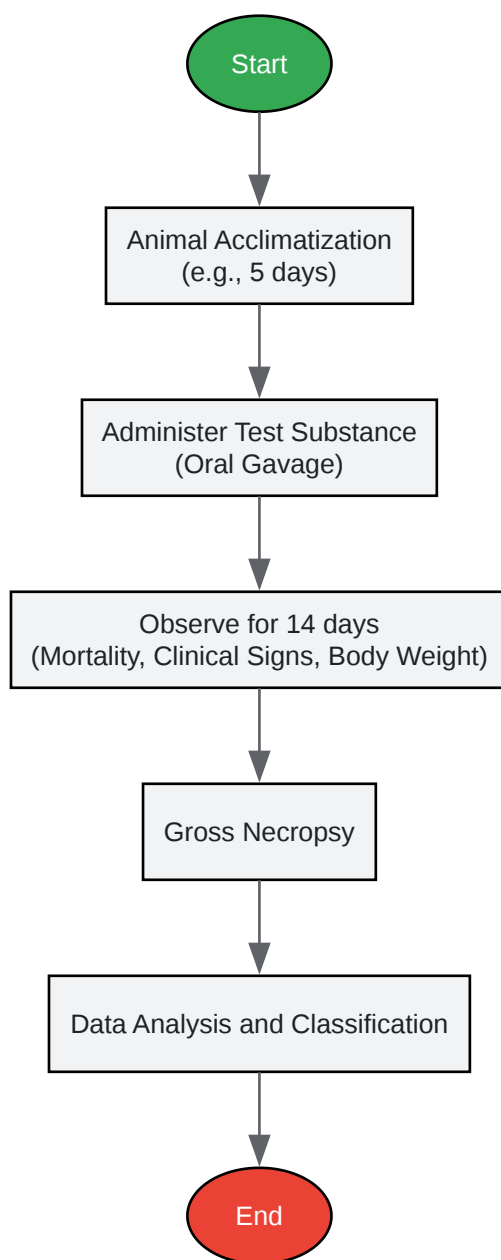 Start
Animal Acclimatization
(e.g., 5 days)
Administer Test Substance
(Oral Gavage)
Observe for 14 days
(Mortality, Clinical Signs, Body Weight)
Gross Necropsy
Data Analysis and Classification
End